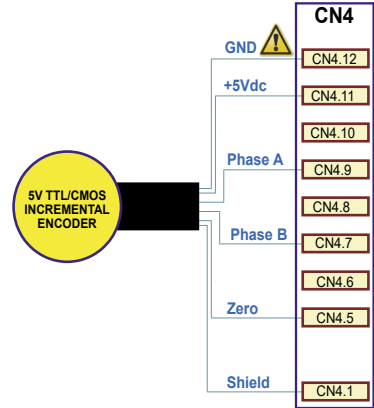 CN4
GND
CN4.12
+5Vdc
CN4.11
CN4.10
Phase A
CN4.9
5V TTL/CMOS
INCREMENTAL
ENCODER
CN4.8
Phase B
CN4.7
CN4.6
Zero
CN4.5
Shield
CN4.1